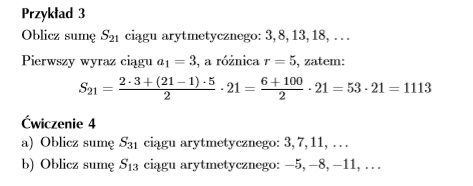 Przykład 3
Oblicz sumę S₂₁ ciągu arytmetycznego: 3, 8, 13, 18, …
Pierwszy wyraz ciągu a₁ = 3, a różnica r = 5, zatem:
S₂₁ = (2 · 3 + (21 − 1) · 5)/2 · 21 = (6 + 100)/2 · 21 = 53 · 21 = 1113
Ćwiczenie 4
a) Oblicz sumę S₃₁ ciągu arytmetycznego: 3, 7, 11, …
b) Oblicz sumę S₁₃ ciągu arytmetycznego: −5, −8, −11, …